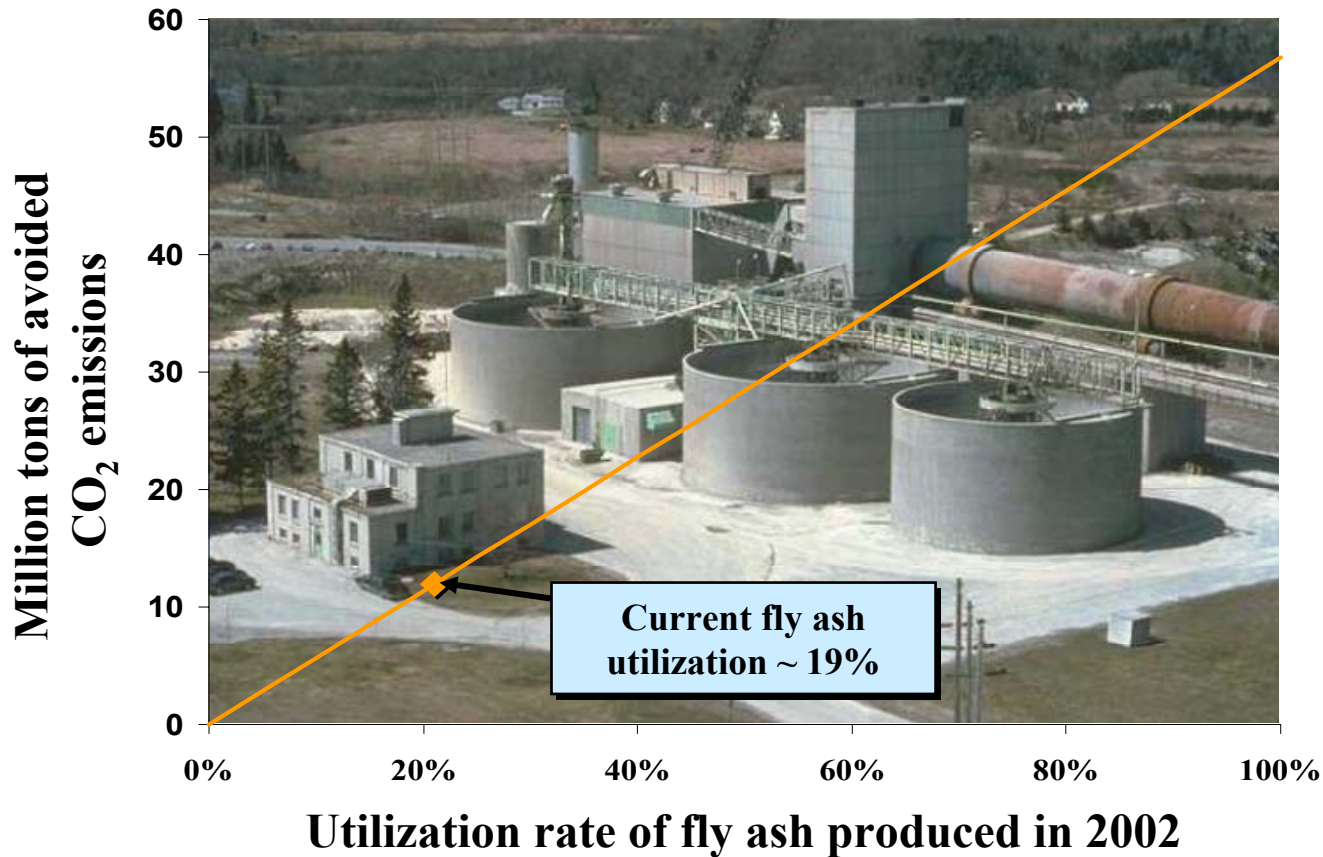 60
50
40
30
20
10
0
Million tons of avoided
CO₂ emissions
Current fly ash
utilization ~ 19%
0% 20% 40% 60% 80% 100%
Utilization rate of fly ash produced in 2002